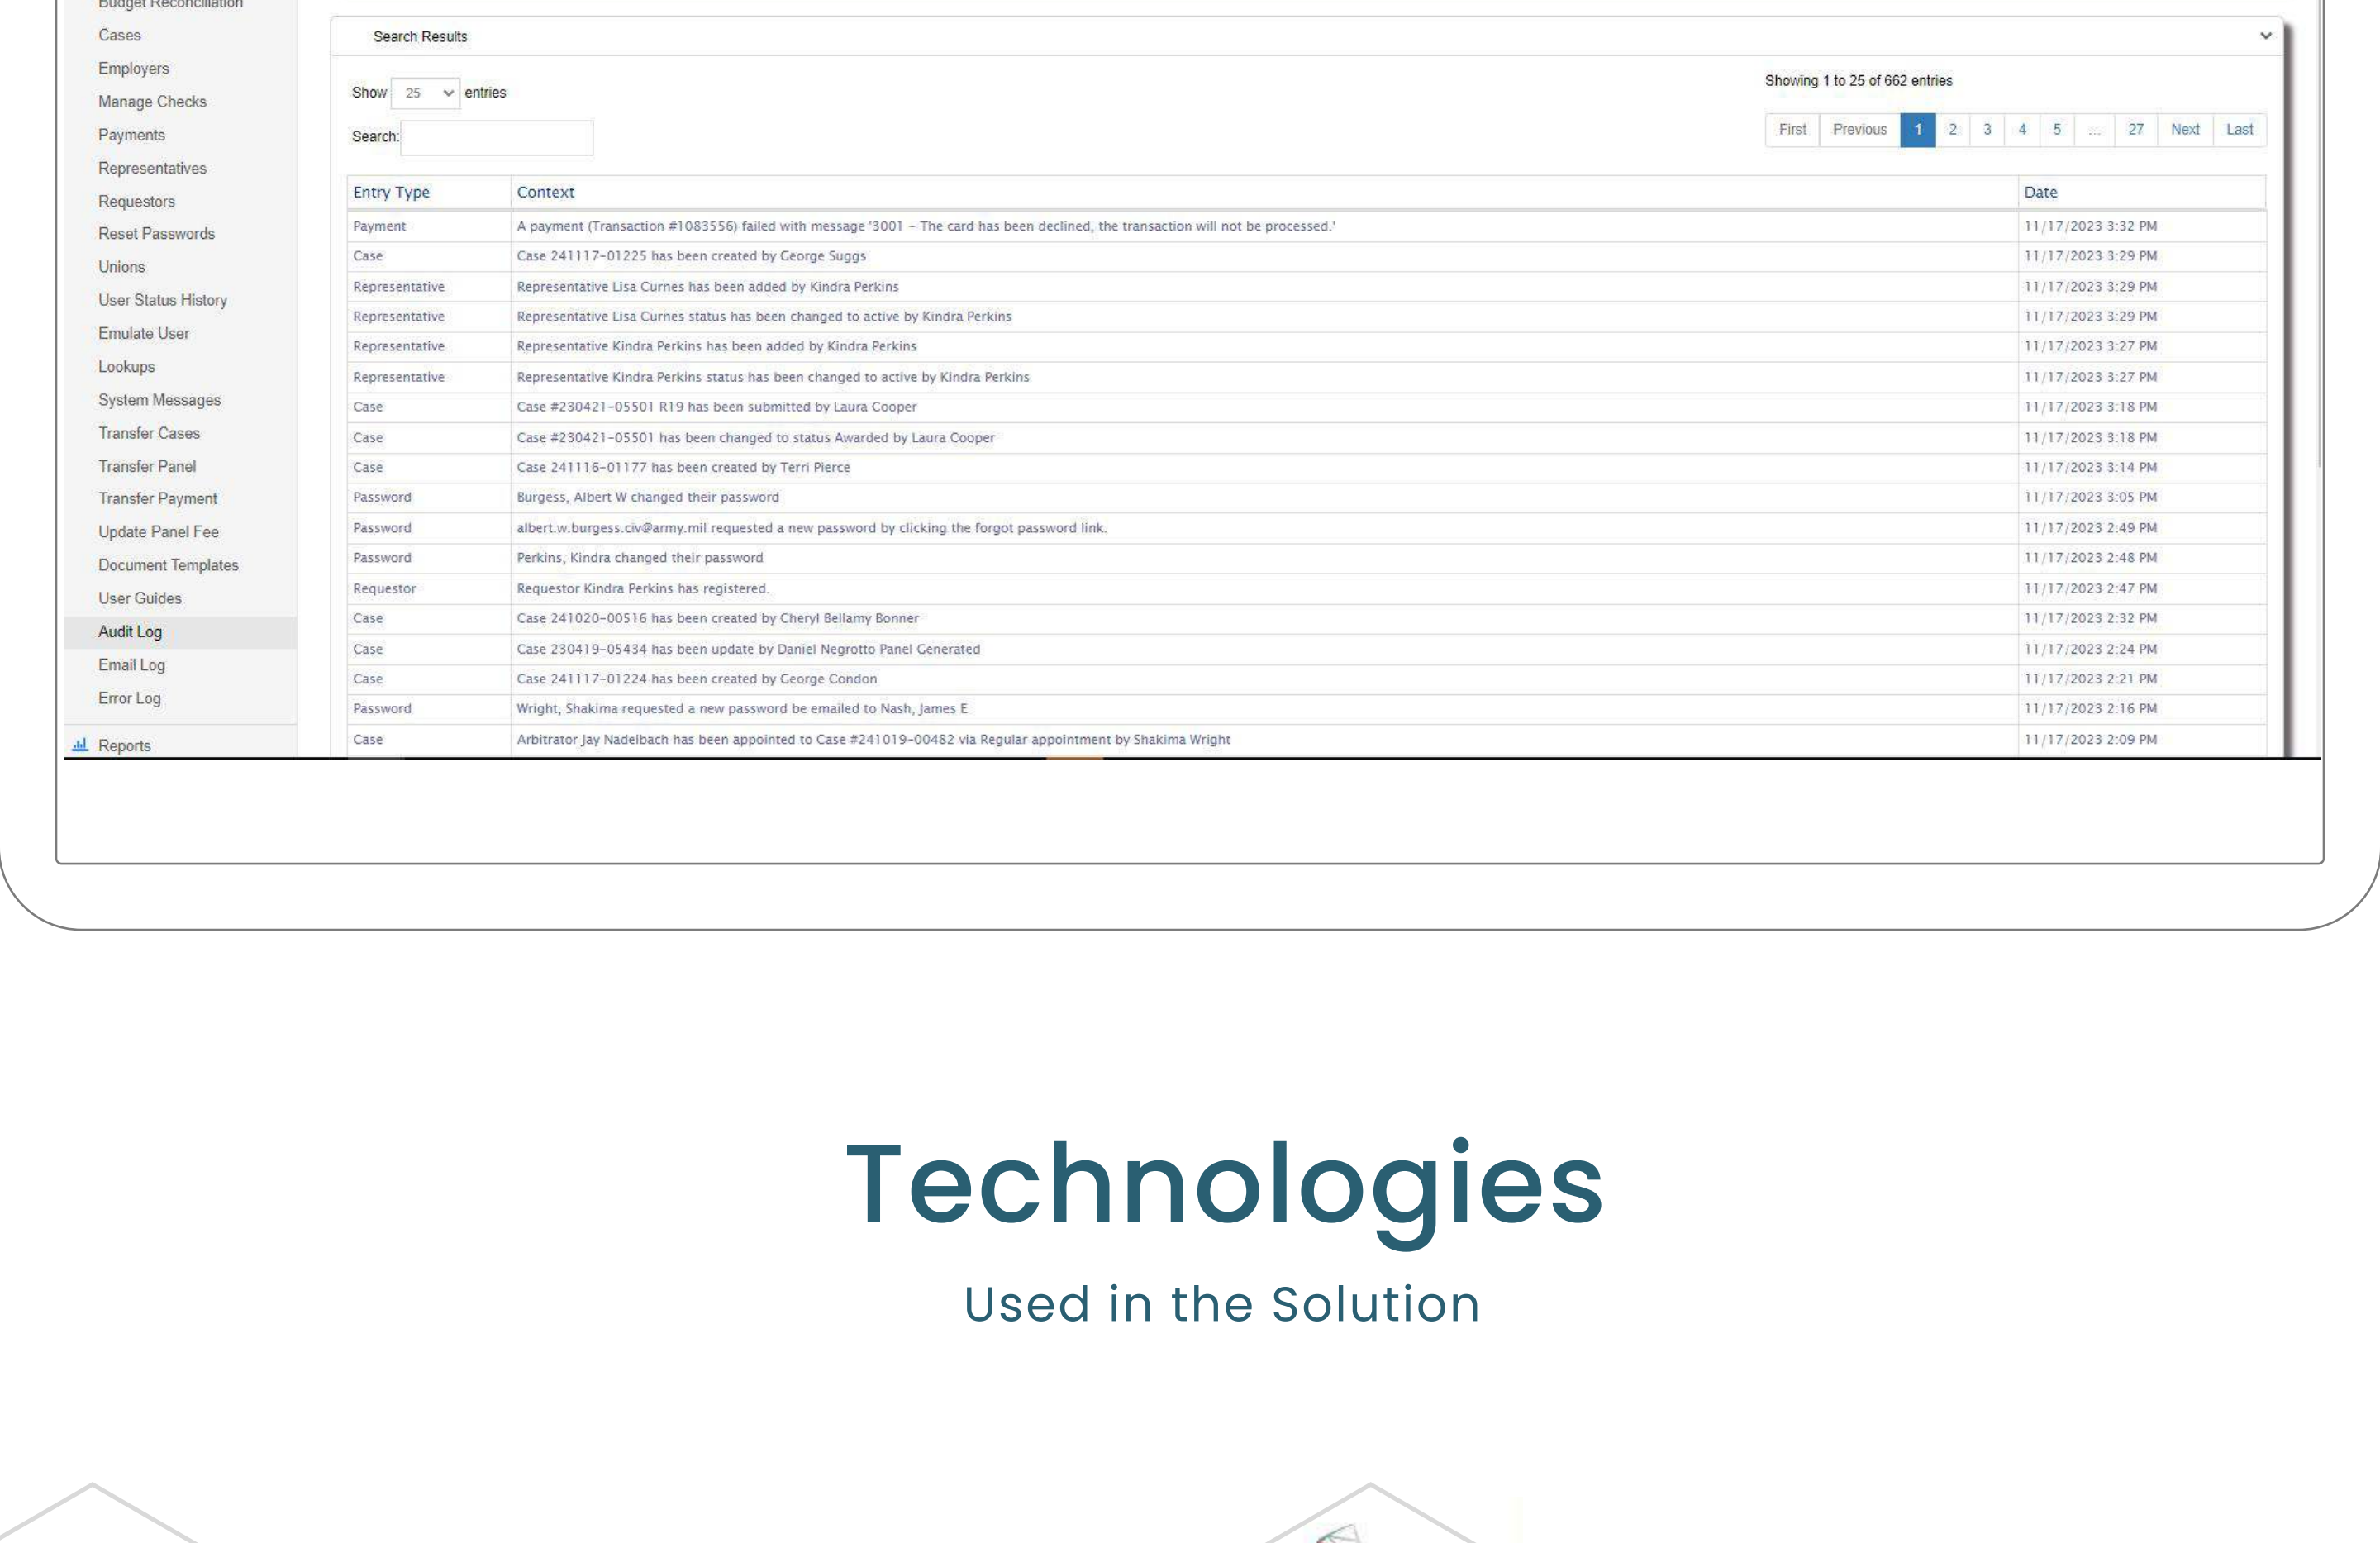 Budget Reconciliation
Cases
Employers
Manage Checks
Payments
Representatives
Requestors
Reset Passwords
Unions
User Status History
Emulate User
Lookups
System Messages
Transfer Cases
Transfer Panel
Transfer Payment
Update Panel Fee
Document Templates
User Guides
Audit Log
Email Log
Error Log
Reports
Search Results
Show 25 entries
Showing 1 to 25 of 662 entries
Search:
First Previous 1 2 3 4 5 ... 27 Next Last
Entry Type Context Date
Payment A payment (Transaction #1083556) failed with message '3001 - The card has been declined, the transaction will not be processed.' 11/17/2023 3:32 PM
Case Case 241117-01225 has been created by George Suggs 11/17/2023 3:29 PM
Representative Representative Lisa Curnes has been added by Kindra Perkins 11/17/2023 3:29 PM
Representative Representative Lisa Curnes status has been changed to active by Kindra Perkins 11/17/2023 3:29 PM
Representative Representative Kindra Perkins has been added by Kindra Perkins 11/17/2023 3:27 PM
Representative Representative Kindra Perkins status has been changed to active by Kindra Perkins 11/17/2023 3:27 PM
Case Case #230421-05501 R19 has been submitted by Laura Cooper 11/17/2023 3:18 PM
Case Case #230421-05501 has been changed to status Awarded by Laura Cooper 11/17/2023 3:18 PM
Case Case 241116-01177 has been created by Terri Pierce 11/17/2023 3:14 PM
Password Burgess, Albert W changed their password 11/17/2023 3:05 PM
Password albert.w.burgess.civ@army.mil requested a new password by clicking the forgot password link. 11/17/2023 2:49 PM
Password Perkins, Kindra changed their password 11/17/2023 2:48 PM
Requestor Requestor Kindra Perkins has registered. 11/17/2023 2:47 PM
Case Case 241020-00516 has been created by Cheryl Bellamy Bonner 11/17/2023 2:32 PM
Case Case 230419-05434 has been update by Daniel Negrotto Panel Generated 11/17/2023 2:24 PM
Case Case 241117-01224 has been created by George Condon 11/17/2023 2:21 PM
Password Wright, Shakima requested a new password be emailed to Nash, James E 11/17/2023 2:16 PM
Case Arbitrator Jay Nadelbach has been appointed to Case #241019-00482 via Regular appointment by Shakima Wright 11/17/2023 2:09 PM
Technologies
Used in the Solution